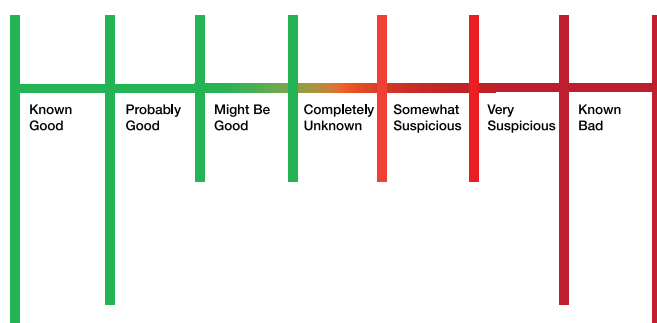 Known
Good
Probably
Good
Might Be
Good
Completely
Unknown
Somewhat
Suspicious
Very
Suspicious
Known
Bad